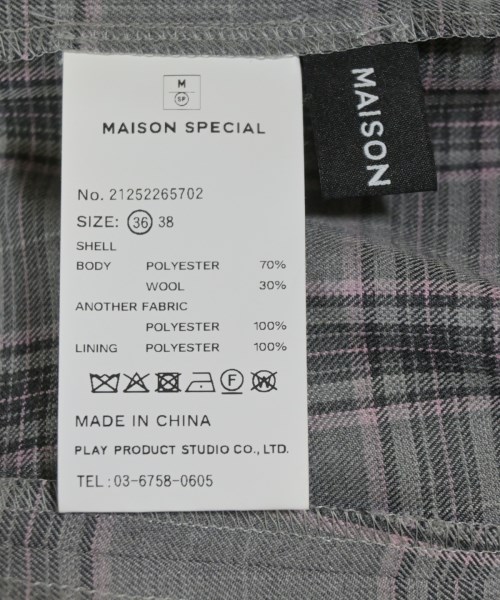 M
SP
MAISON SPECIAL
No. 21252265702
SIZE: 36 38
SHELL
BODY POLYESTER 70%
WOOL 30%
ANOTHER FABRIC
POLYESTER 100%
LINING POLYESTER 100%
F W
MADE IN CHINA
PLAY PRODUCT STUDIO CO., LTD.
TEL: 03-6758-0605
MAISON